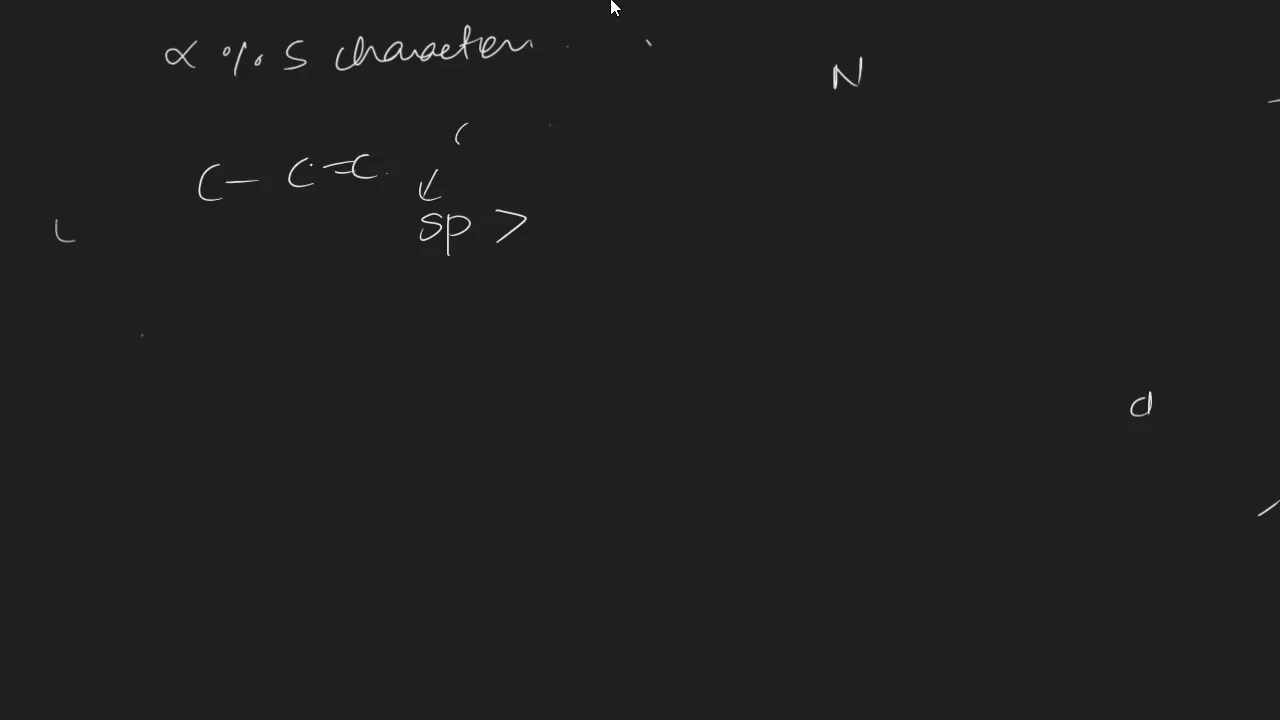 ∝ % S character
N
C - C = C
sp >
d